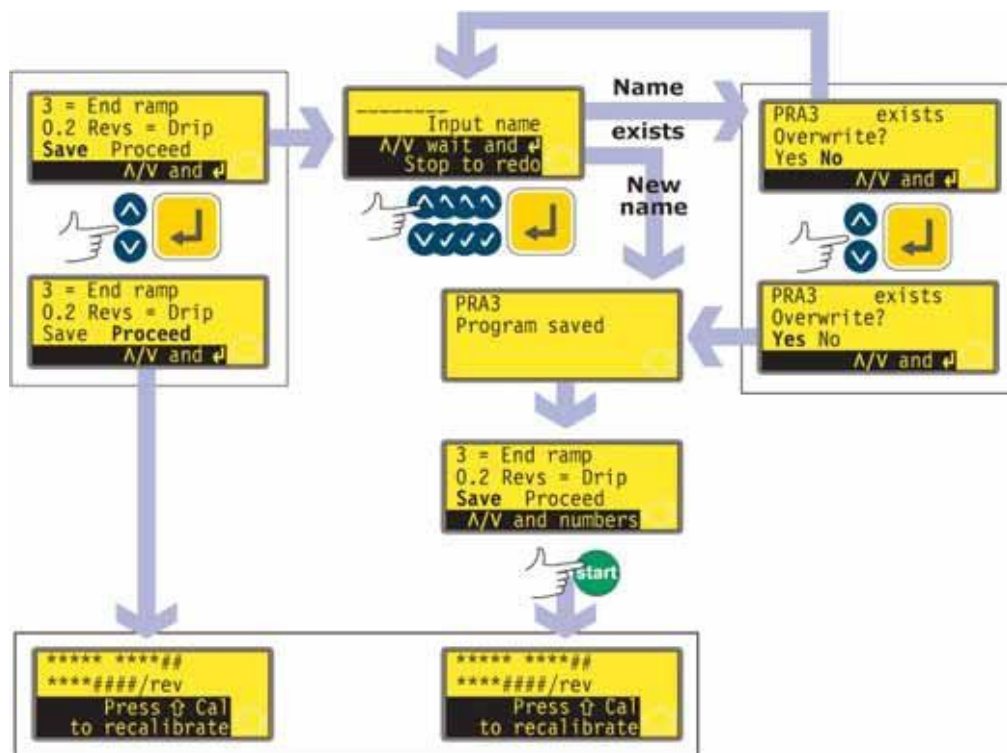 3 = End ramp
0.2 Revs = Drip
Save Proceed
Λ/V and ↲
3 = End ramp
0.2 Revs = Drip
Save Proceed
Λ/V and ↲
Input name
Λ/V wait and ↲
Stop to redo
Name
exists
New
name
PRA3 exists
Overwrite?
Yes No
Λ/V and ↲
PRA3 exists
Overwrite?
Yes No
Λ/V and ↲
PRA3
Program saved
3 = End ramp
0.2 Revs = Drip
Save Proceed
Λ/V and numbers
start
***** ****##
****####/rev
Press ⇧ Cal
to recalibrate
***** ****##
****####/rev
Press ⇧ Cal
to recalibrate